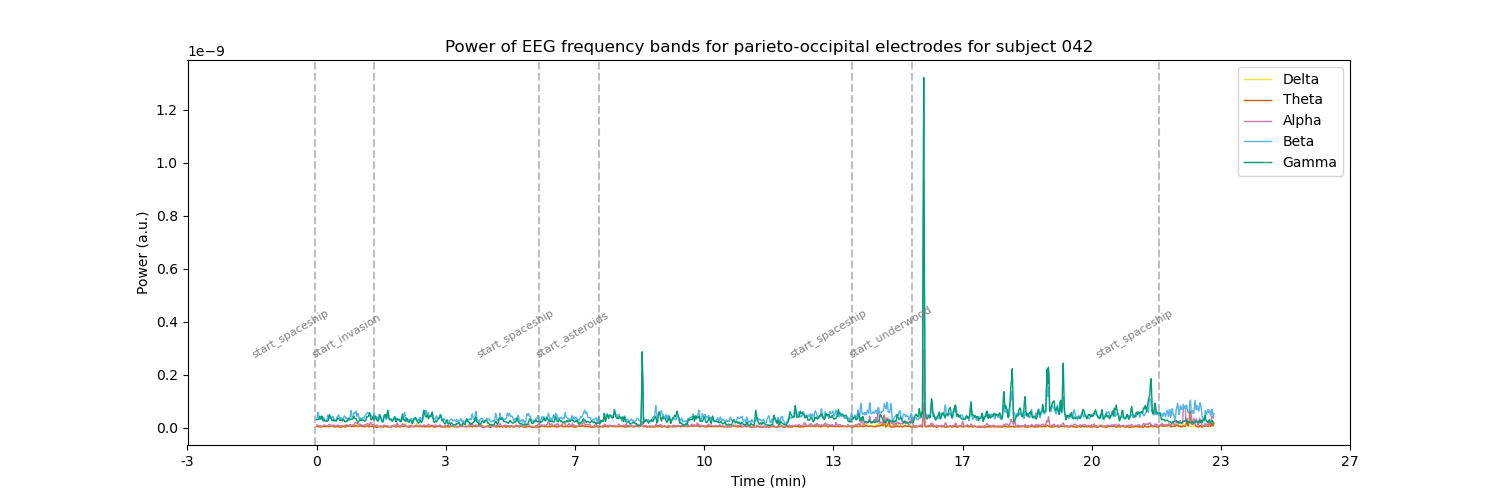 Power of EEG frequency bands for parieto-occipital electrodes for subject 042
1e−9
Delta
Theta
Alpha
Beta
Gamma
1.2
1.0
0.8
0.6
0.4
0.2
0.0
Power (a.u.)
start_spaceship
start_invasion
start_spaceship
start_asteroids
start_spaceship
start_underwood
start_spaceship
-3
0
3
7
10
13
17
20
23
27
Time (min)